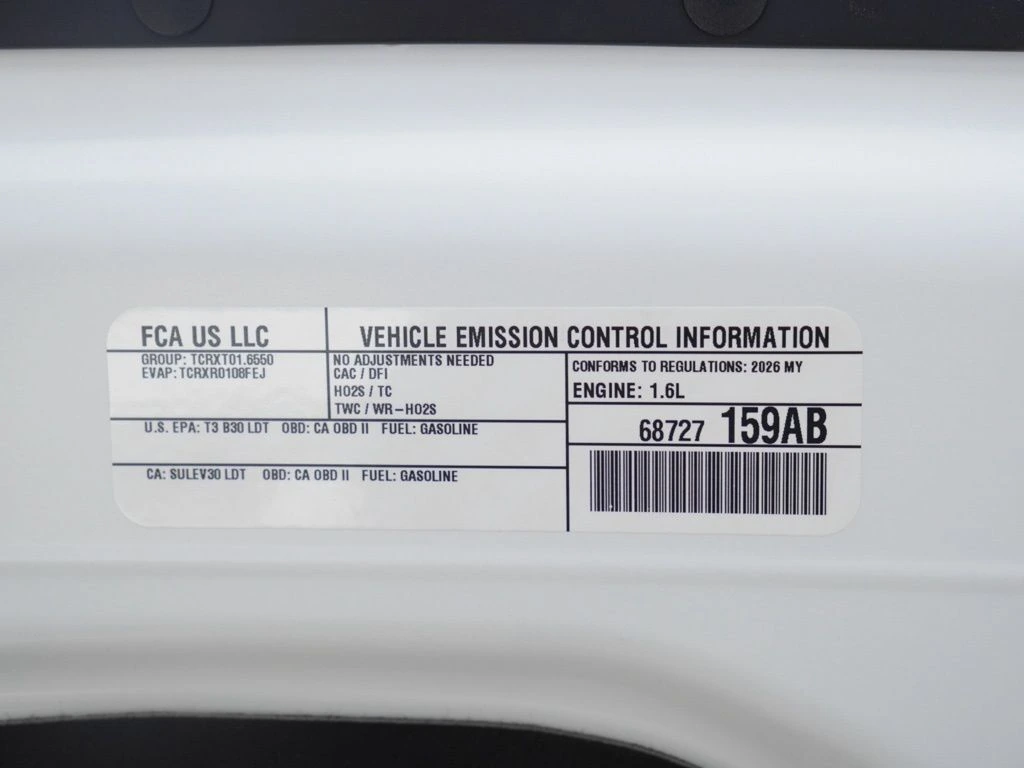 FCA US LLC
VEHICLE EMISSION CONTROL INFORMATION
GROUP: TCRXT01.6550
EVAP: TCRXR0108FEJ
NO ADJUSTMENTS NEEDED
CAC / DFI
HO2S / TC
TWC / WR-HO2S
CONFORMS TO REGULATIONS: 2026 MY
ENGINE: 1.6L
U.S. EPA: T3 B30 LDT OBD: CA OBD II FUEL: GASOLINE
68727 159AB
CA: SULEV30 LDT OBD: CA OBD II FUEL: GASOLINE